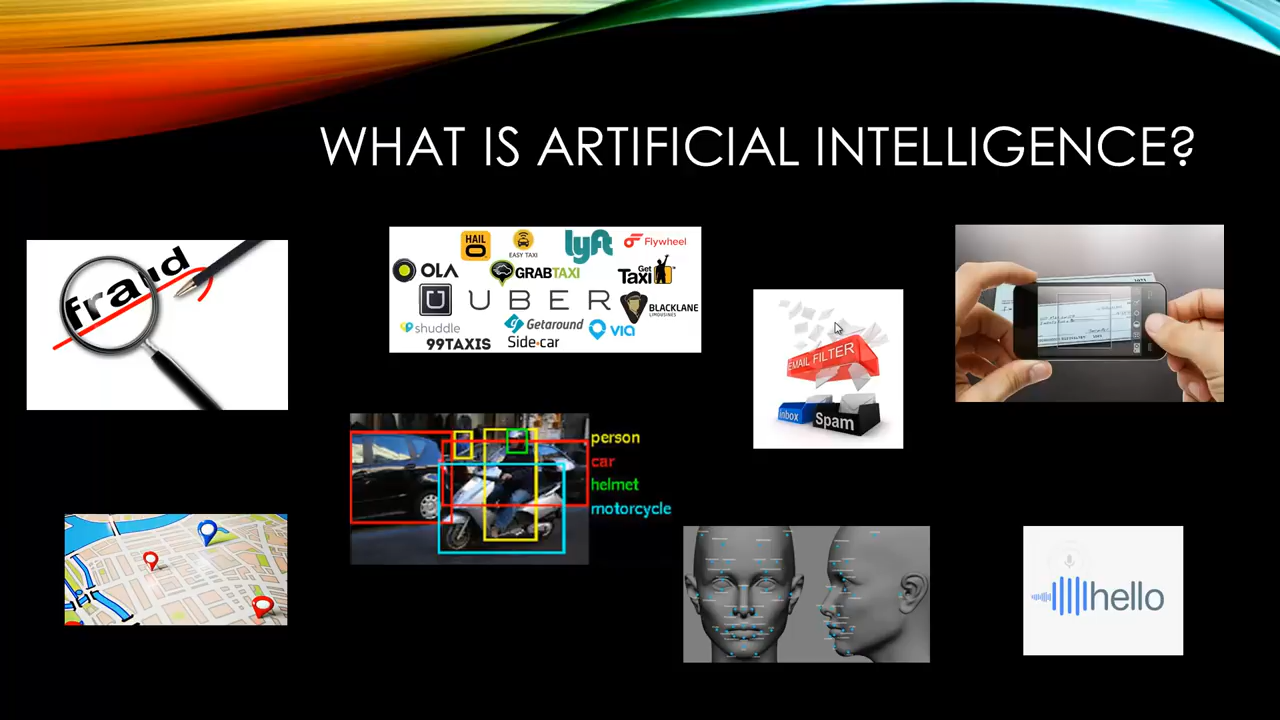 WHAT IS ARTIFICIAL INTELLIGENCE?
fraud
HAIL
O
EASY TAXI
lyft
Flywheel
OLA
GRABTAXI
Get
Taxi
UBER
BLACKLANE
LIMOUSINES
shuddle
Getaround
via
99TAXIS
Side•car
EMAIL FILTER
Inbox
Spam
person
car
helmet
motorcycle
hello